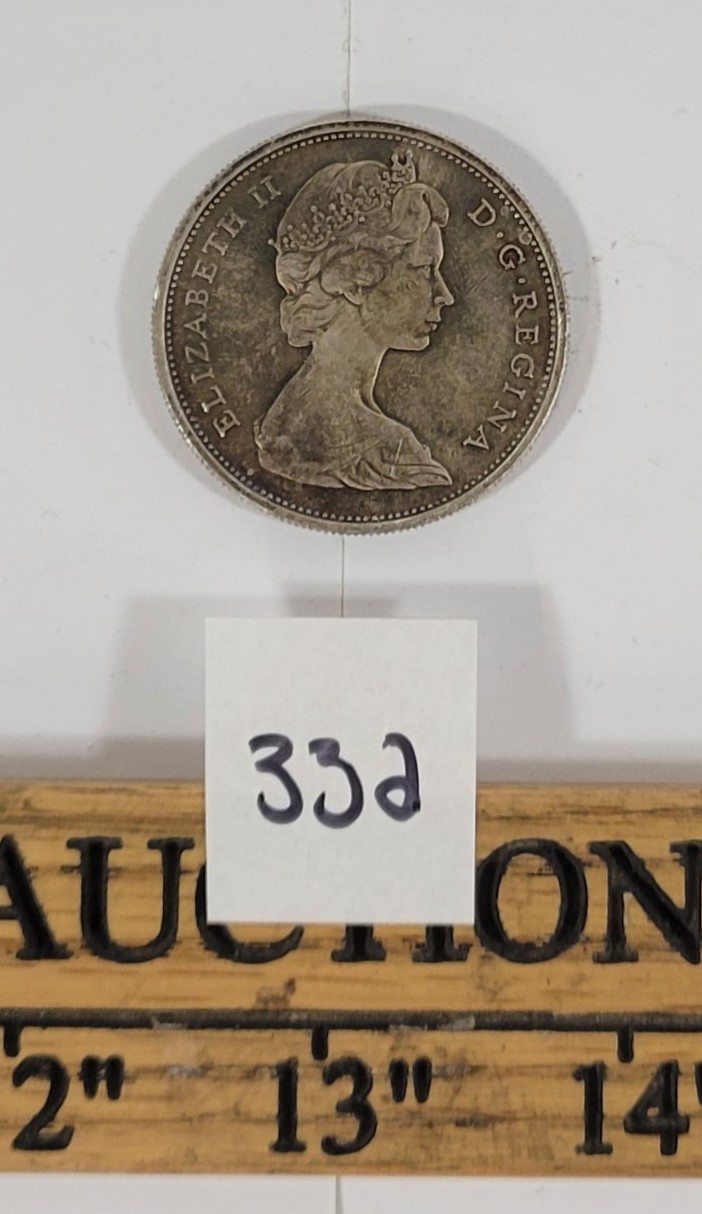 ELIZABETH II D·G·REGINA
332
AUCTION
2" 13" 14"